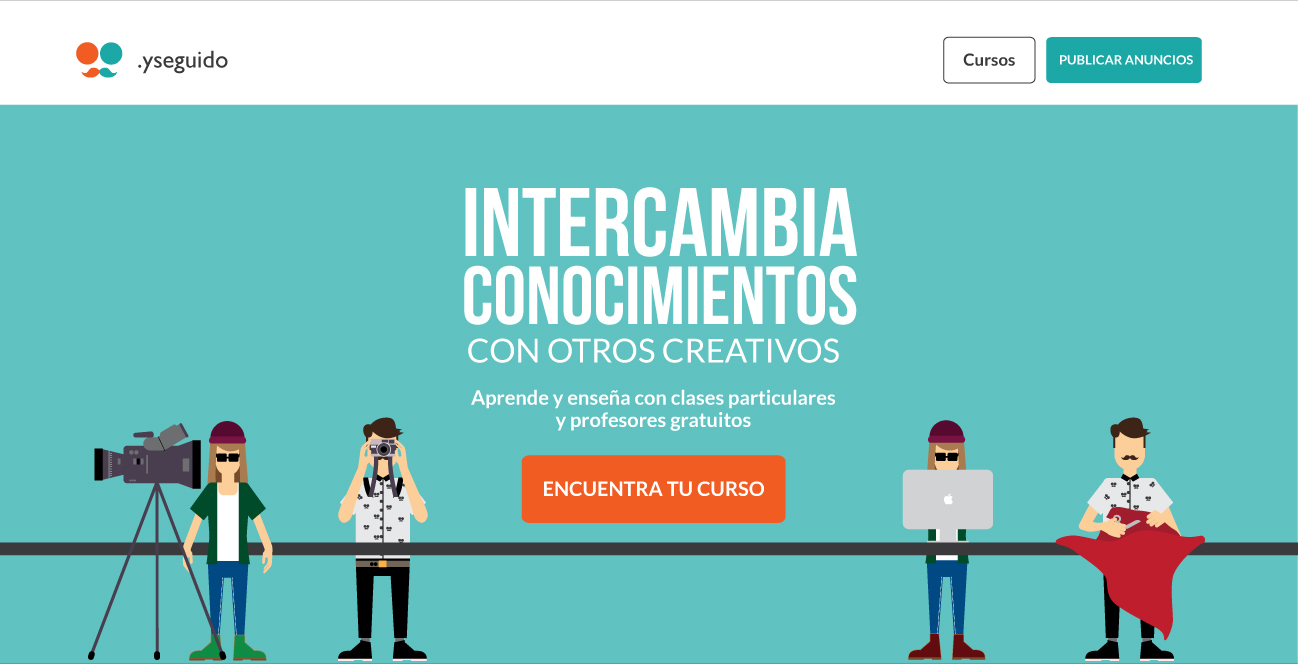 .yseguido
Cursos
PUBLICAR ANUNCIOS
INTERCAMBIA
CONOCIMIENTOS
CON OTROS CREATIVOS
Aprende y enseña con clases particulares
y profesores gratuitos
ENCUENTRA TU CURSO